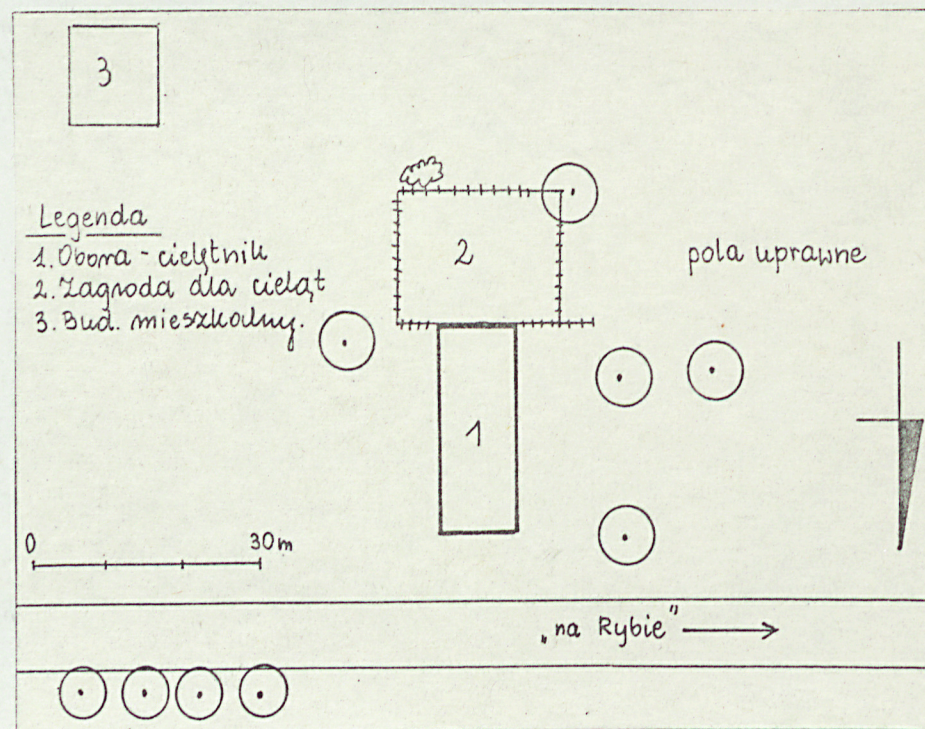 3
Legenda
1. Obora - cielętnik
2. Zagroda dla cieląt
3. Bud. mieszkalny.
2
pola uprawne
1
0 30m
"na Rybie"